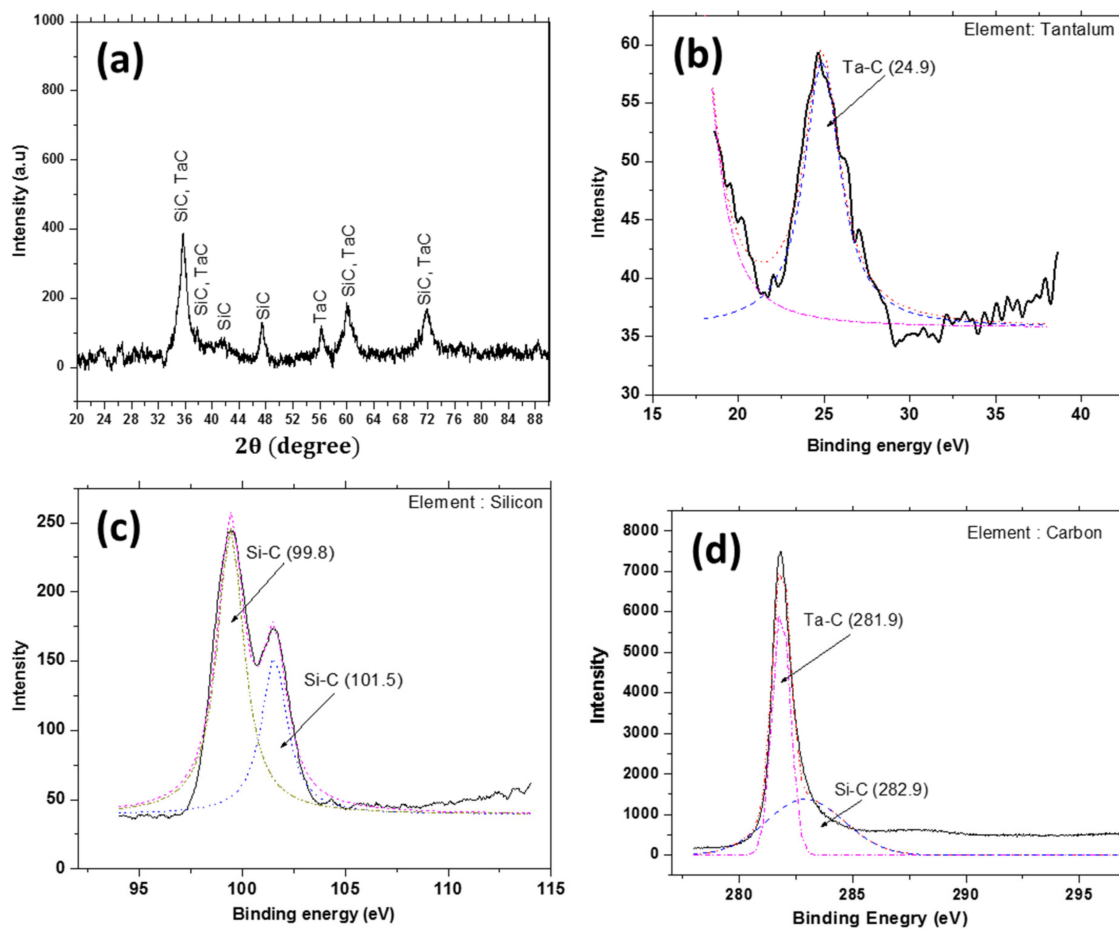 (a)
1000
800
600
400
200
0
Intensity (a.u)
SiC, TaC
SiC, TaC
SiC
SiC
TaC
SiC, TaC
SiC, TaC
20 24 28 32 36 40 44 48 52 56 60 64 68 72 76 80 84 88
2θ (degree)
(b)
Element: Tantalum
Ta-C (24.9)
60
55
50
45
40
35
30
Intensity
15 20 25 30 35 40
Binding energy (eV)
(c)
Element : Silicon
Si-C (99.8)
Si-C (101.5)
250
200
150
100
50
0
Intensity
95 100 105 110 115
Binding energy (eV)
(d)
Element : Carbon
Ta-C (281.9)
Si-C (282.9)
8000
7000
6000
5000
4000
3000
2000
1000
0
Intensity
280 285 290 295
Binding Enegry (eV)